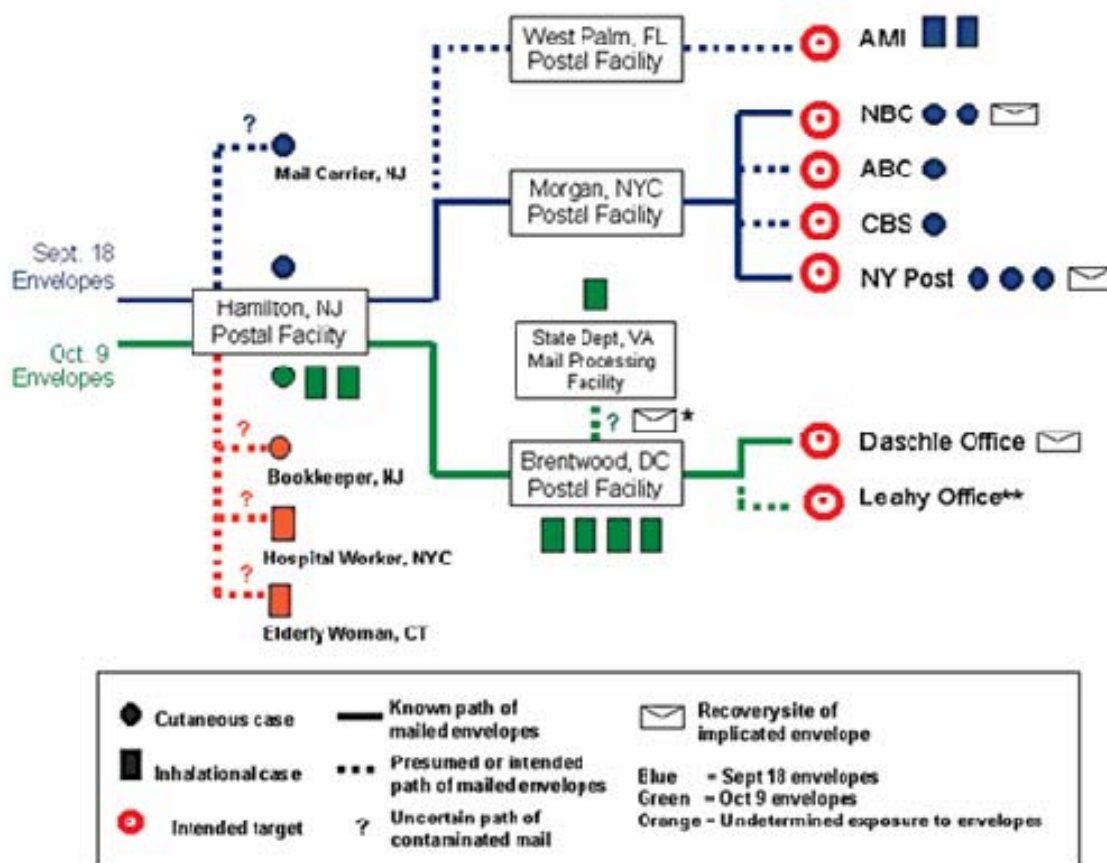 West Palm, FL
Postal Facility
AMI
NBC
ABC
CBS
NY Post
Morgan, NYC
Postal Facility
?
Mail Carrier, NJ
Sept. 18
Envelopes
Hamilton, NJ
Postal Facility
Oct. 9
Envelopes
State Dept, VA
Mail Processing
Facility
? *
Brentwood, DC
Postal Facility
Daschle Office
Leahy Office**
?
Bookkeeper, NJ
?
Hospital Worker, NYC
?
Elderly Woman, CT
Cutaneous case
Inhalational case
Intended target
Known path of
mailed envelopes
Presumed or intended
path of mailed envelopes
? Uncertain path of
contaminated mail
Recovery site of
implicated envelope
Blue = Sept 18 envelopes
Green = Oct 9 envelopes
Orange = Undetermined exposure to envelopes